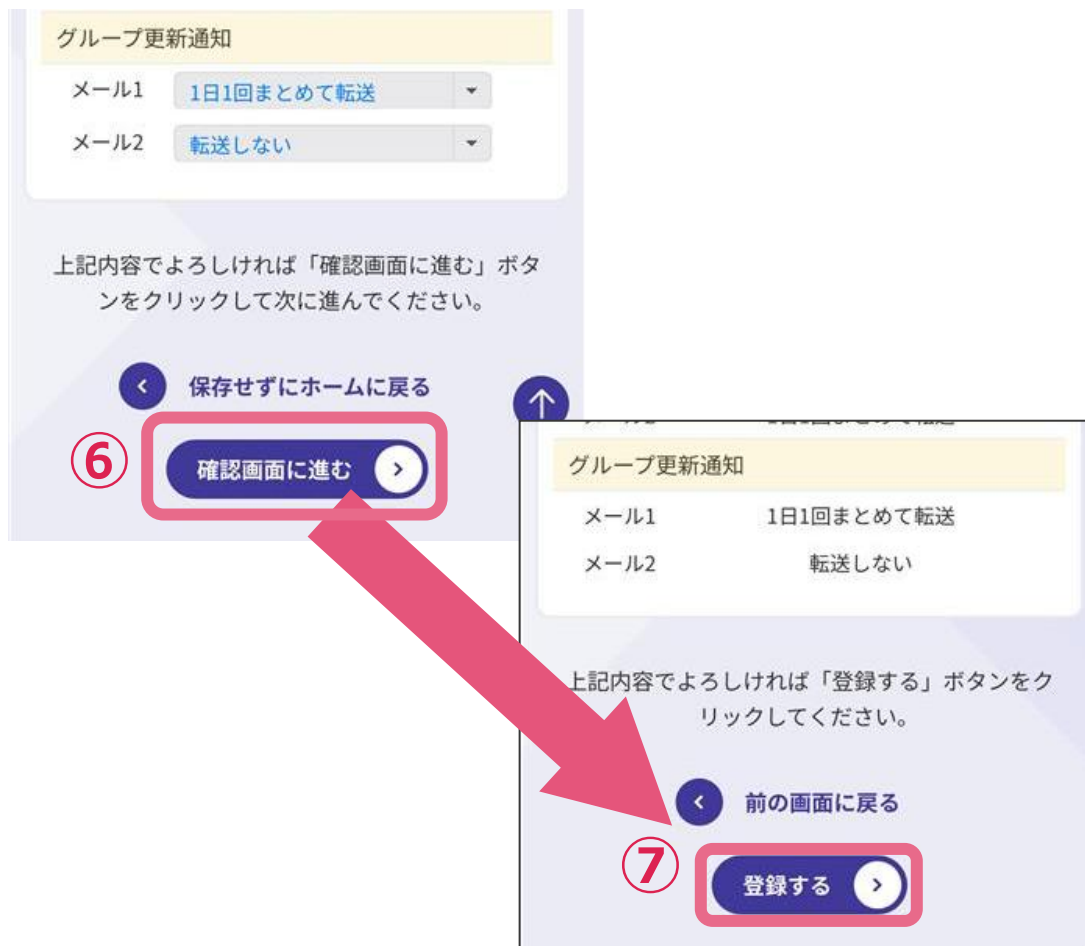 グループ更新通知
メール1 1日1回まとめて転送
メール2 転送しない
上記内容でよろしければ「確認画面に進む」ボタ
ンをクリックして次に進んでください。
保存せずにホームに戻る
⑥ 確認画面に進む
グループ更新通知
メール1 1日1回まとめて転送
メール2 転送しない
上記内容でよろしければ「登録する」ボタンをク
リックしてください。
前の画面に戻る
⑦ 登録する